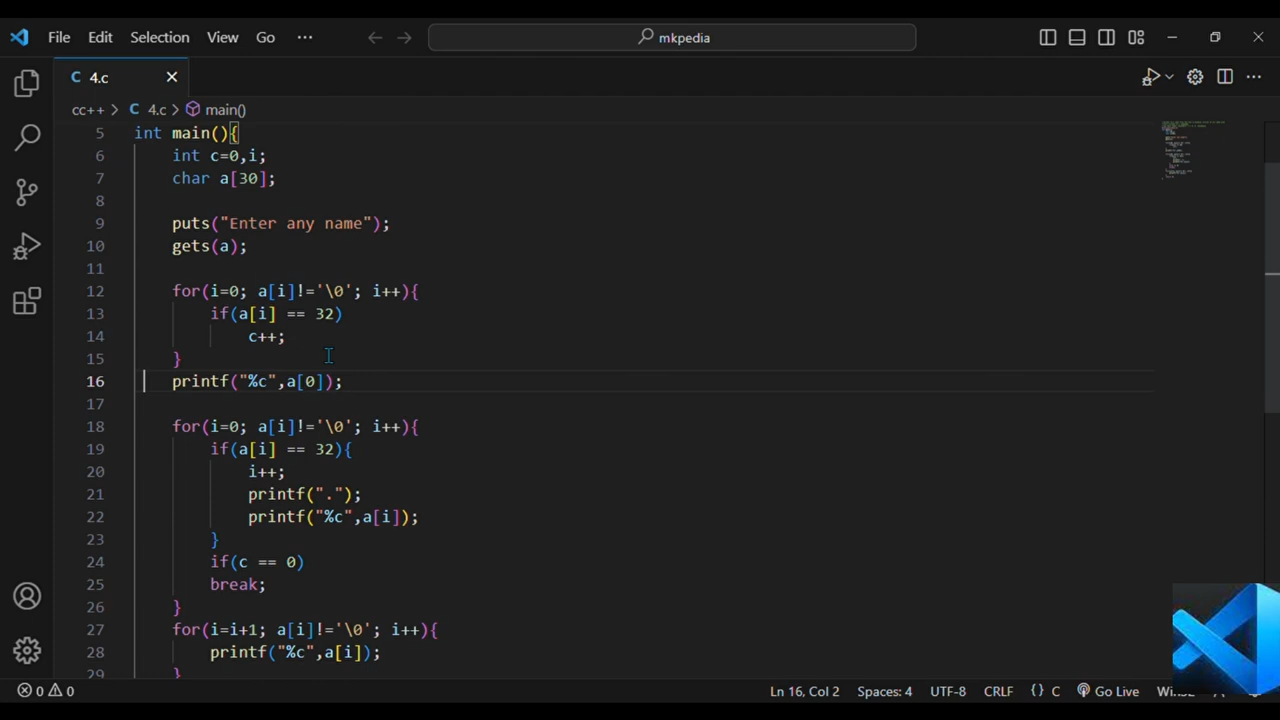 File Edit Selection View Go ··· mkpedia
C 4.c
cc++ > C 4.c > main()
5 int main(){
6 int c=0,i;
7 char a[30];
8
9 puts("Enter any name");
10 gets(a);
11
12 for(i=0; a[i]!='\0'; i++){
13 if(a[i] == 32)
14 c++;
15 }
16 printf("%c",a[0]);
17
18 for(i=0; a[i]!='\0'; i++){
19 if(a[i] == 32){
20 i++;
21 printf(".");
22 printf("%c",a[i]);
23 }
24 if(c == 0)
25 break;
26 }
27 for(i=i+1; a[i]!='\0'; i++){
28 printf("%c",a[i]);
29 }
0 0 Ln 16, Col 2 Spaces: 4 UTF-8 CRLF {} C Go Live